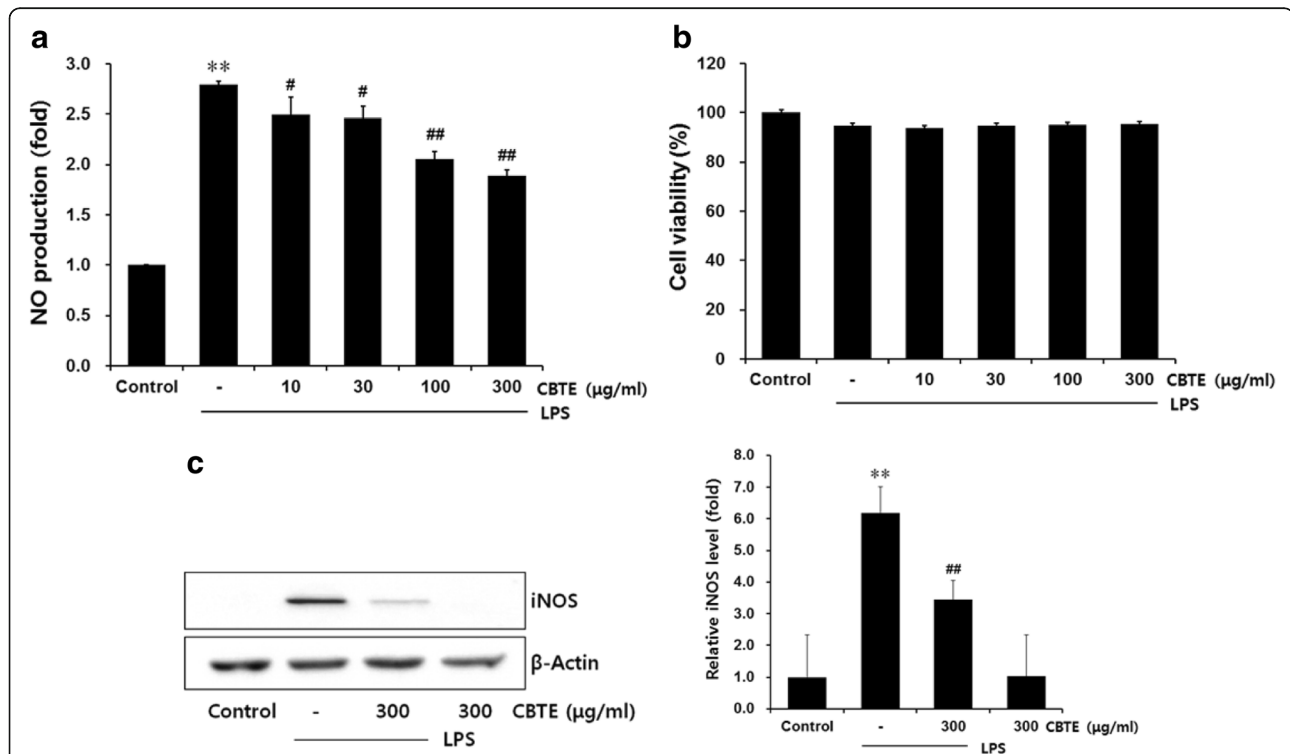 a
NO production (fold)
3.0
2.5
2.0
1.5
1.0
0.5
0.0
**
#
#
##
##
Control - 10 30 100 300 CBTE (μg/ml)
LPS
b
Cell viability (%)
120
100
80
60
40
20
0
Control - 10 30 100 300 CBTE (μg/ml)
LPS
c
iNOS
β-Actin
Control - 300 300 CBTE (μg/ml)
LPS
Relative iNOS level (fold)
8.0
7.0
6.0
5.0
4.0
3.0
2.0
1.0
0.0
**
##
Control - 300 300 CBTE (μg/ml)
LPS